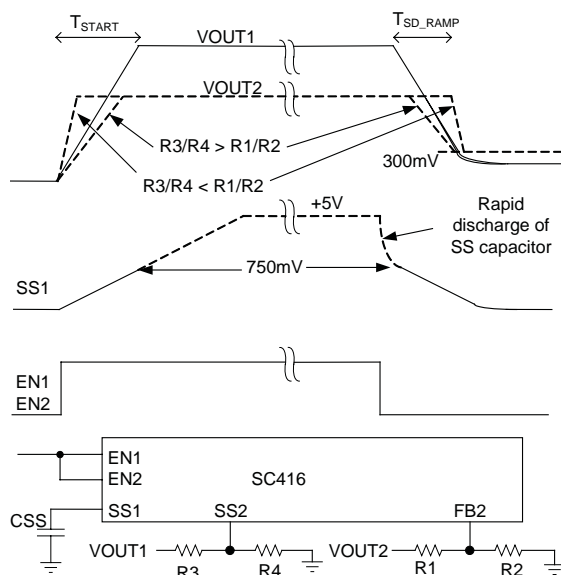 TSTART
TSD_RAMP
VOUT1
VOUT2
R3/R4 > R1/R2
R3/R4 < R1/R2
300mV
+5V
Rapid
discharge of
SS capacitor
750mV
SS1
EN1
EN2
EN1
EN2
SC416
SS1
SS2
FB2
CSS
VOUT1
R3
R4
VOUT2
R1
R2